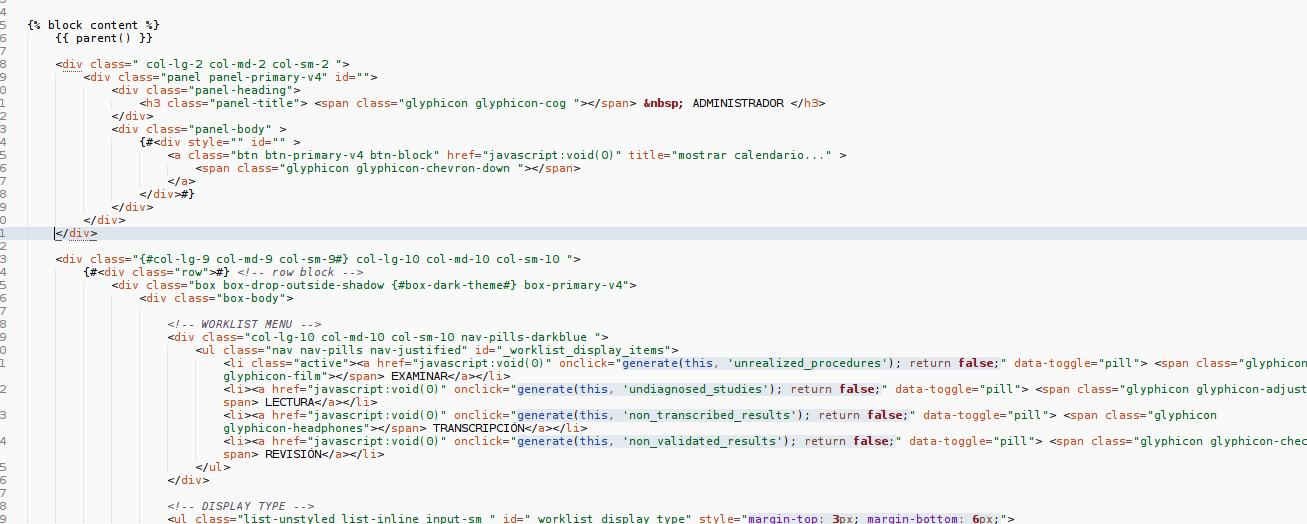 3
4
5 {% block content %}
6 {{ parent() }}
7
8 <div class=" col-lg-2 col-md-2 col-sm-2 ">
9 <div class="panel panel-primary-v4" id="">
0 <div class="panel-heading">
1 <h3 class="panel-title"> <span class="glyphicon glyphicon-cog "></span> &nbsp; ADMINISTRADOR </h3>
2 </div>
3 <div class="panel-body" >
4 {#<div style="" id="" >
5 <a class="btn btn-primary-v4 btn-block" href="javascript:void(0)" title="mostrar calendario..." >
6 <span class="glyphicon glyphicon-chevron-down "></span>
7 </a>
8 </div>#}
9 </div>
0 </div>
1 </div>
2
3 <div class="{#col-lg-9 col-md-9 col-sm-9#} col-lg-10 col-md-10 col-sm-10 ">
4 {#<div class="row">#} <!-- row block -->
5 <div class="box box-drop-outside-shadow {#box-dark-theme#} box-primary-v4">
6 <div class="box-body">
7
8 <!-- WORKLIST MENU -->
9 <div class="col-lg-10 col-md-10 col-sm-10 nav-pills-darkblue ">
0 <ul class="nav nav-pills nav-justified" id="_worklist_display_items">
1 <li class="active"><a href="javascript:void(0)" onclick="generate(this, 'unrealized_procedures'); return false;" data-toggle="pill"> <span class="glyphicon
glyphicon-film"></span> EXAMINAR</a></li>
2 <li><a href="javascript:void(0)" onclick="generate(this, 'undiagnosed_studies'); return false;" data-toggle="pill"> <span class="glyphicon glyphicon-adjust
span> LECTURA</a></li>
3 <li><a href="javascript:void(0)" onclick="generate(this, 'non_transcribed_results'); return false;" data-toggle="pill"> <span class="glyphicon
glyphicon-headphones"></span> TRANSCRIPCIÓN</a></li>
4 <li><a href="javascript:void(0)" onclick="generate(this, 'non_validated_results'); return false;" data-toggle="pill"> <span class="glyphicon glyphicon-chec
span> REVISIÓN</a></li>
5 </ul>
6 </div>
7
8 <!-- DISPLAY TYPE -->
9 <ul class="list-unstyled list-inline input-sm " id="_worklist_display_type" style="margin-top: 3px; margin-bottom: 6px;">